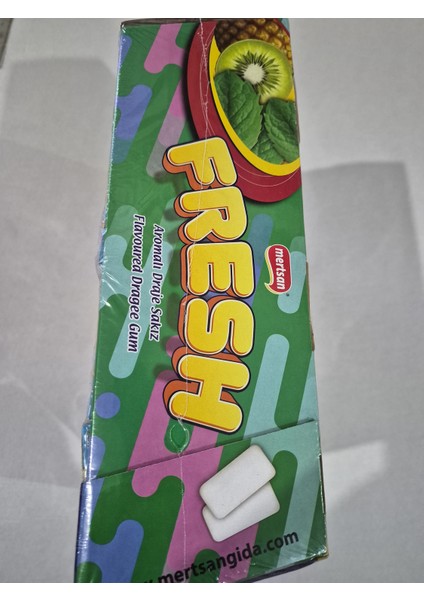 mertsan
FRESH
Aromalı Draje Sakız
Flavoured Dragee Gum
.mertsangida.com